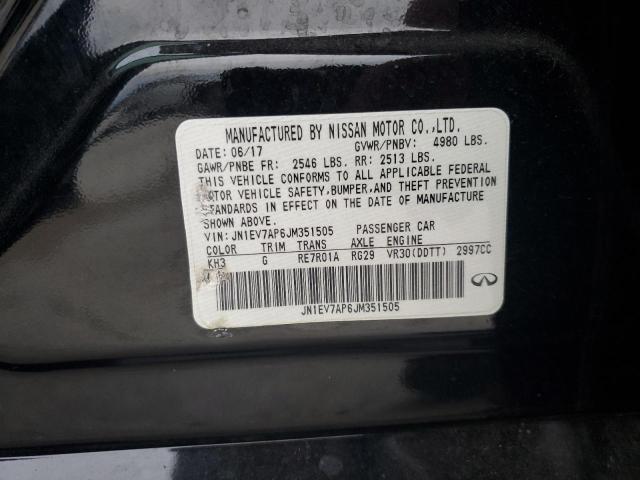 MANUFACTURED BY NISSAN MOTOR CO.,LTD.
DATE: 06/17 GVWR/PNBV: 4980 LBS.
GAWR/PNBE FR: 2546 LBS. RR: 2513 LBS.
THIS VEHICLE CONFORMS TO ALL APPLICABLE FEDERAL
MOTOR VEHICLE SAFETY,BUMPER,AND THEFT PREVENTION
STANDARDS IN EFFECT ON THE DATE OF MANUFACTURE
SHOWN ABOVE.
VIN: JN1EV7AP6JM351505 PASSENGER CAR
COLOR TRIM TRANS AXLE ENGINE
KH3 G RE7R01A RG29 VR30(DDTT) 2997CC
JN1EV7AP6JM351505